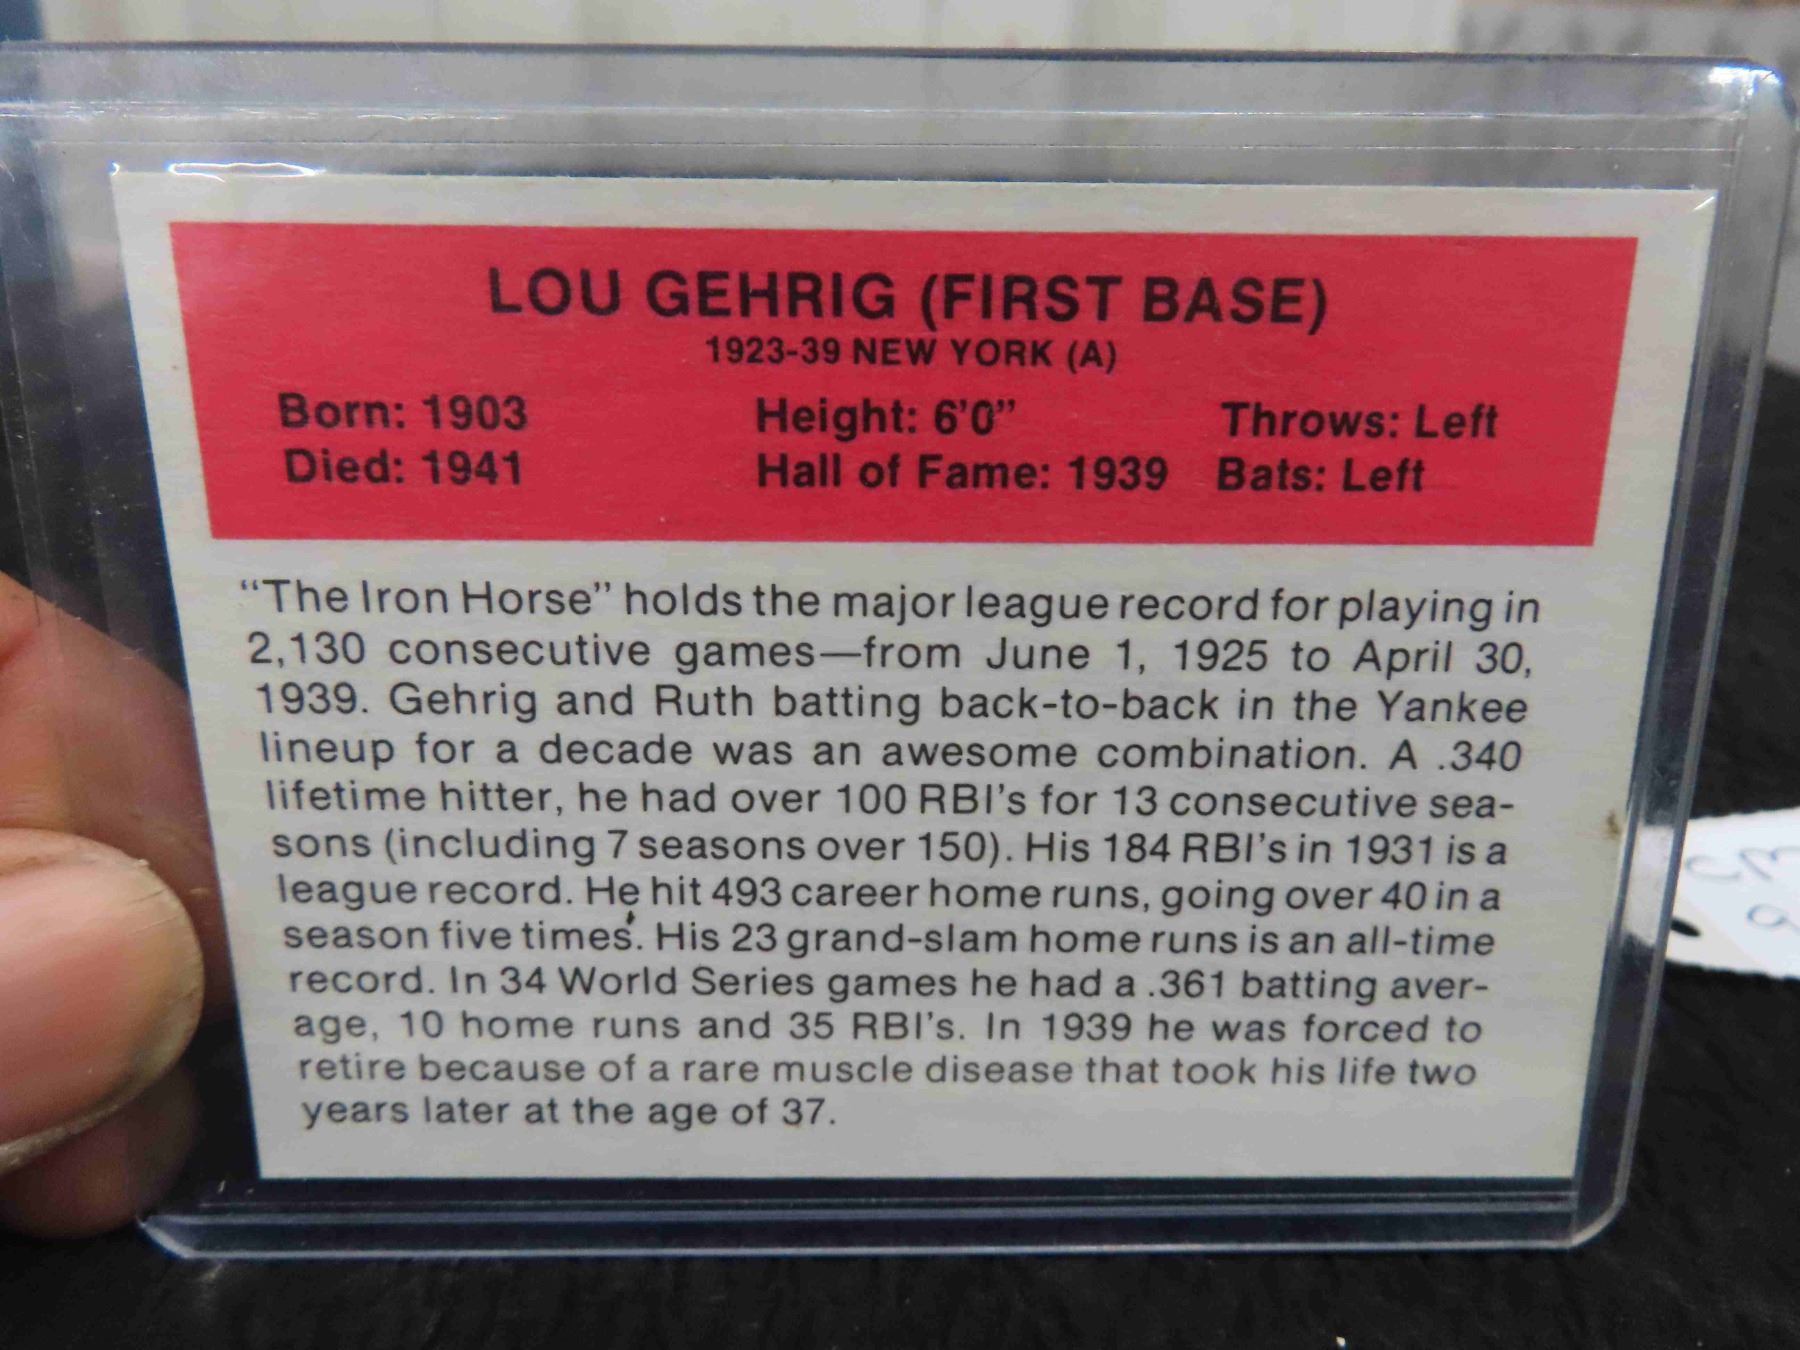 LOU GEHRIG (FIRST BASE)
1923-39 NEW YORK (A)
Born: 1903 Height: 6'0" Throws: Left
Died: 1941 Hall of Fame: 1939 Bats: Left
"The Iron Horse" holds the major league record for playing in
2,130 consecutive games—from June 1, 1925 to April 30,
1939. Gehrig and Ruth batting back-to-back in the Yankee
lineup for a decade was an awesome combination. A .340
lifetime hitter, he had over 100 RBI's for 13 consecutive sea-
sons (including 7 seasons over 150). His 184 RBI's in 1931 is a
league record. He hit 493 career home runs, going over 40 in a
season five times. His 23 grand-slam home runs is an all-time
record. In 34 World Series games he had a .361 batting aver-
age, 10 home runs and 35 RBI's. In 1939 he was forced to
retire because of a rare muscle disease that took his life two
years later at the age of 37.